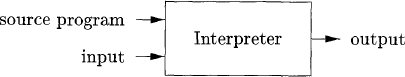 source program
input
Interpreter
output